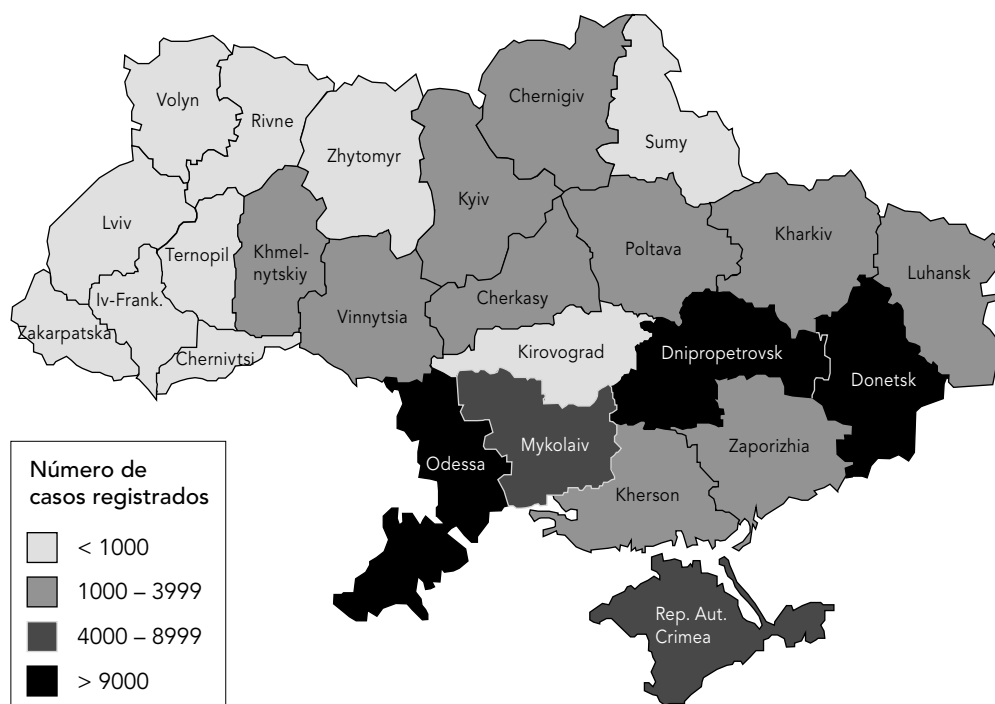 Volyn
Rivne
Zhytomyr
Chernigiv
Sumy
Kyiv
Lviv
Ternopil
Khmel-
nytskiy
Poltava
Kharkiv
Luhansk
Iv-Frank.
Zakarpatska
Chernivtsi
Vinnytsia
Cherkasy
Kirovograd
Dnipropetrovsk
Donetsk
Odessa
Mykolaiv
Zaporizhia
Kherson
Rep. Aut.
Crimea
Número de
casos registrados
< 1000
1000 – 3999
4000 – 8999
> 9000